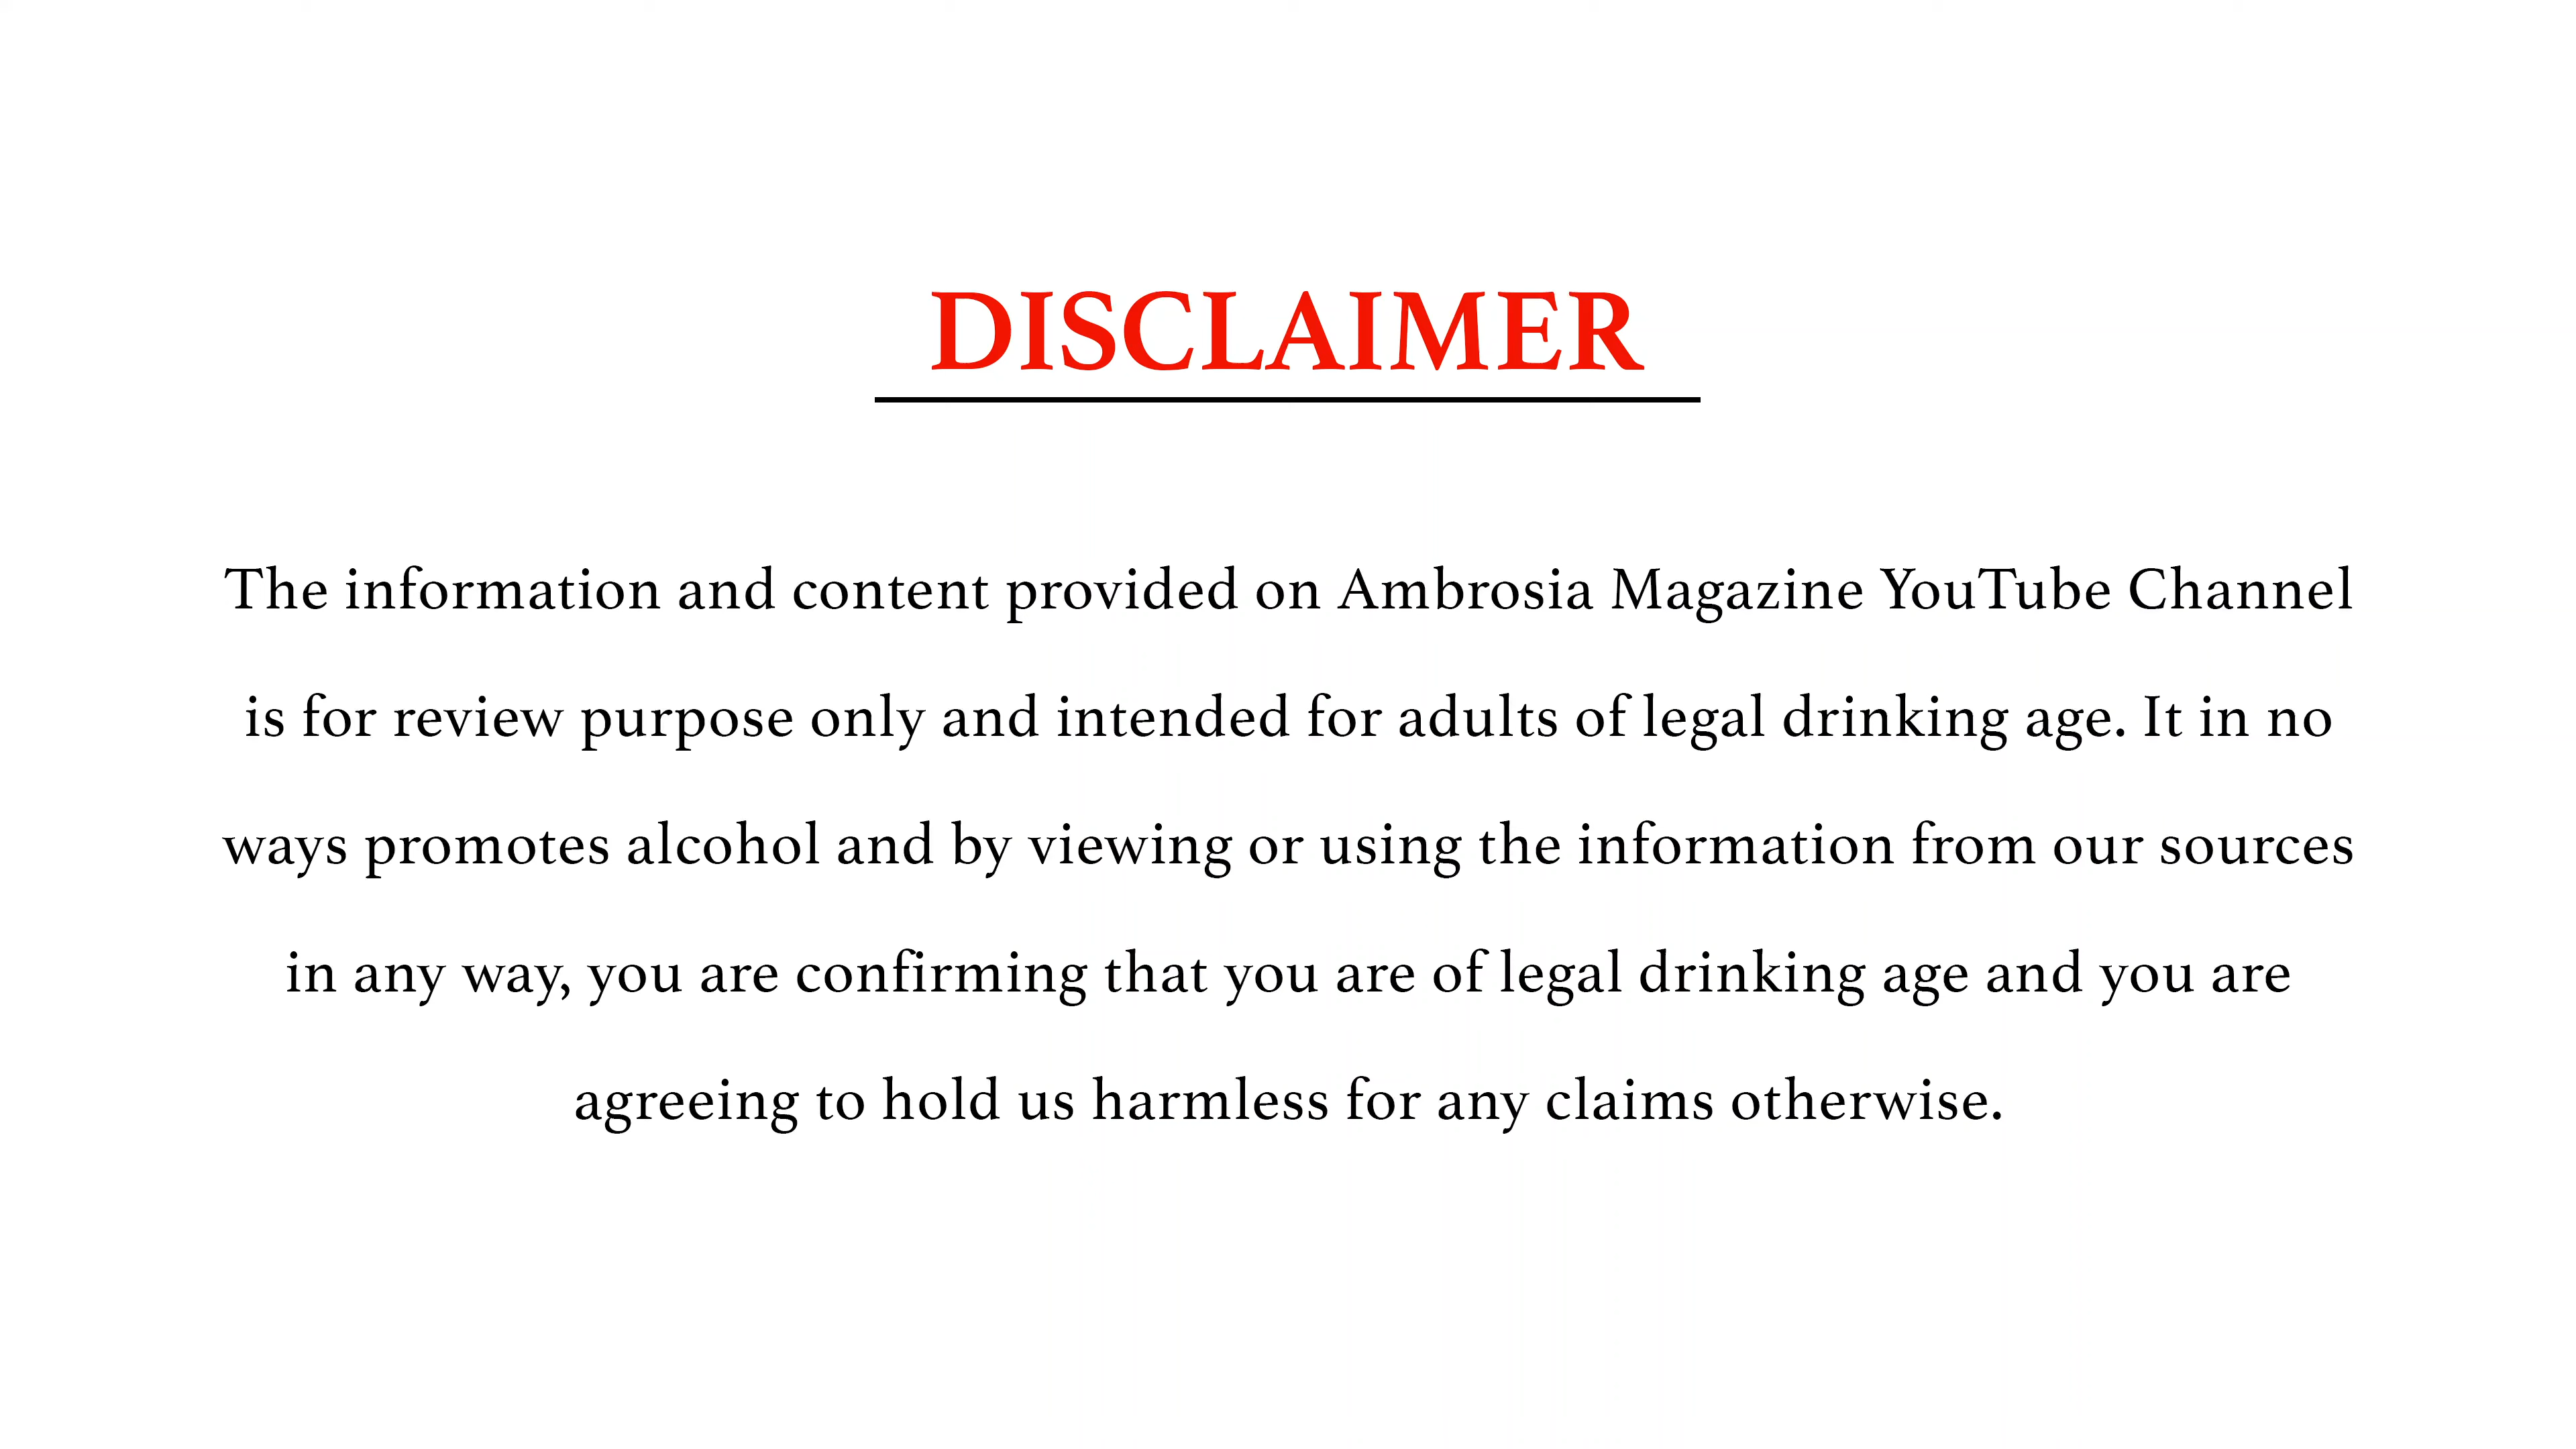 DISCLAIMER
The information and content provided on Ambrosia Magazine YouTube Channel
is for review purpose only and intended for adults of legal drinking age. It in no
ways promotes alcohol and by viewing or using the information from our sources
in any way, you are confirming that you are of legal drinking age and you are
agreeing to hold us harmless for any claims otherwise.